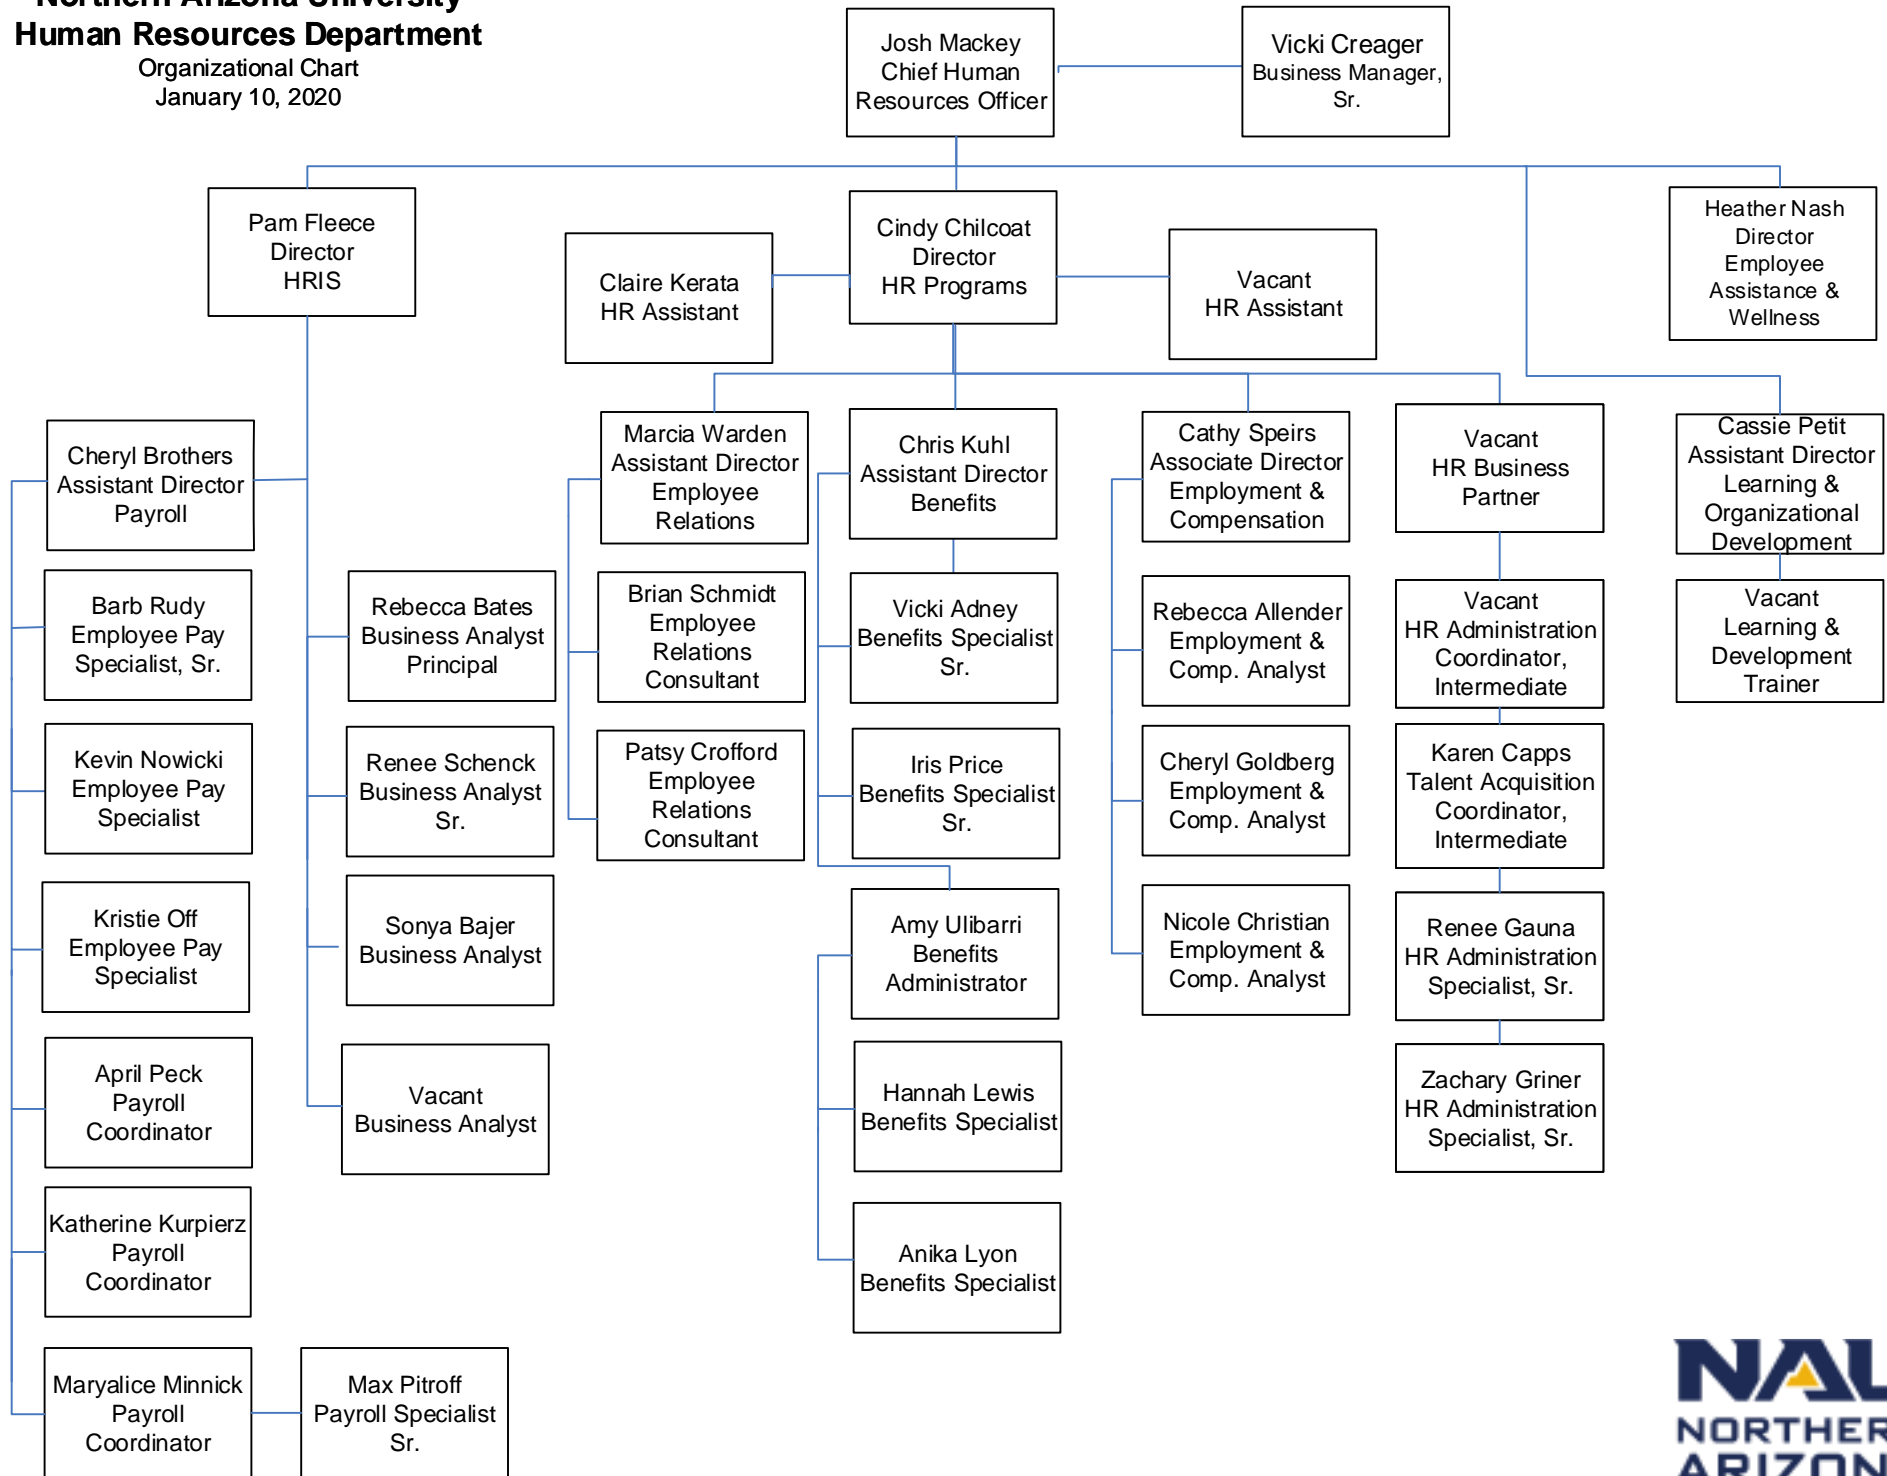 Northern Arizona University
Human Resources Department
Organizational Chart
January 10, 2020
Josh Mackey
Chief Human
Resources Officer
Vicki Creager
Business Manager,
Sr.
Pam Fleece
Director
HRIS
Claire Kerata
HR Assistant
Cindy Chilcoat
Director
HR Programs
Vacant
HR Assistant
Heather Nash
Director
Employee
Assistance &
Wellness
Cheryl Brothers
Assistant Director
Payroll
Marcia Warden
Assistant Director
Employee
Relations
Chris Kuhl
Assistant Director
Benefits
Cathy Speirs
Associate Director
Employment &
Compensation
Vacant
HR Business
Partner
Cassie Petit
Assistant Director
Learning &
Organizational
Development
Barb Rudy
Employee Pay
Specialist, Sr.
Rebecca Bates
Business Analyst
Principal
Brian Schmidt
Employee
Relations
Consultant
Vicki Adney
Benefits Specialist
Sr.
Rebecca Allender
Employment &
Comp. Analyst
Vacant
HR Administration
Coordinator,
Intermediate
Vacant
Learning &
Development
Trainer
Kevin Nowicki
Employee Pay
Specialist
Renee Schenck
Business Analyst
Sr.
Patsy Crofford
Employee
Relations
Consultant
Iris Price
Benefits Specialist
Sr.
Cheryl Goldberg
Employment &
Comp. Analyst
Karen Capps
Talent Acquisition
Coordinator,
Intermediate
Kristie Off
Employee Pay
Specialist
Sonya Bajer
Business Analyst
Amy Ulibarri
Benefits
Administrator
Nicole Christian
Employment &
Comp. Analyst
Renee Gauna
HR Administration
Specialist, Sr.
April Peck
Payroll
Coordinator
Vacant
Business Analyst
Hannah Lewis
Benefits Specialist
Zachary Griner
HR Administration
Specialist, Sr.
Katherine Kurpierz
Payroll
Coordinator
Anika Lyon
Benefits Specialist
Maryalice Minnick
Payroll
Coordinator
Max Pitroff
Payroll Specialist
Sr.
NAU
NORTHER
ARIZON